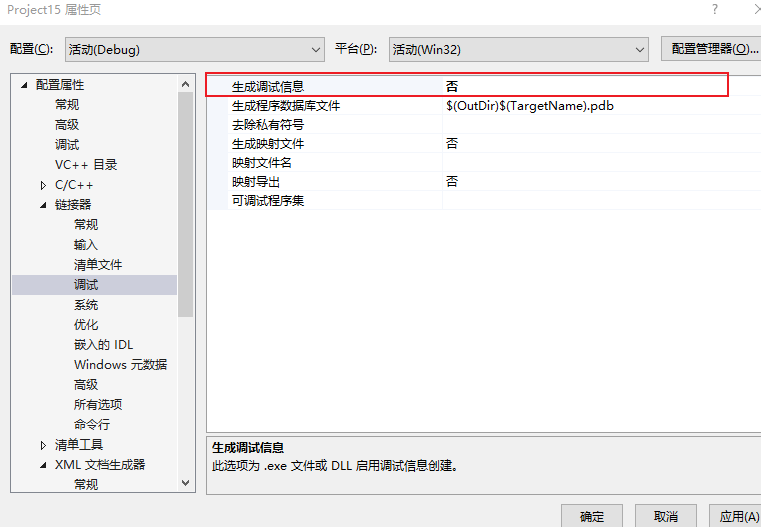 Project15 属性页
配置(C): 活动(Debug) 平台(P): 活动(Win32) 配置管理器(O)...
配置属性
常规
高级
调试
VC++ 目录
C/C++
链接器
常规
输入
清单文件
调试
系统
优化
嵌入的 IDL
Windows 元数据
高级
所有选项
命令行
清单工具
XML 文档生成器
常规
生成调试信息 否
生成程序数据库文件 $(OutDir)$(TargetName).pdb
去除私有符号
生成映射文件 否
映射文件名
映射导出 否
可调试程序集
生成调试信息
此选项为 .exe 文件或 DLL 启用调试信息创建。
确定 取消 应用(A)